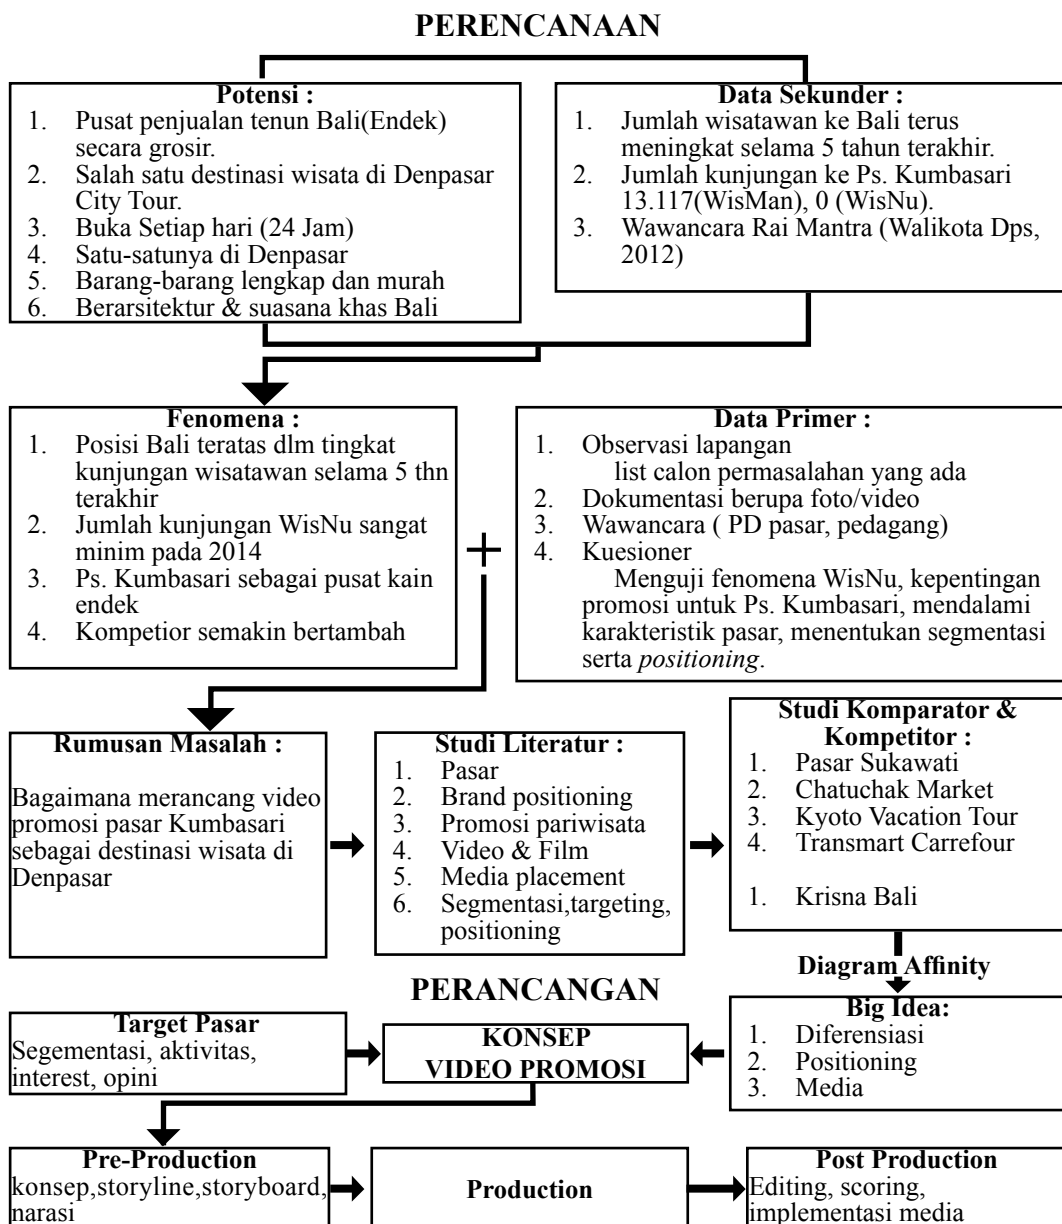 PERENCANAAN
Potensi :
1. Pusat penjualan tenun Bali(Endek)
secara grosir.
2. Salah satu destinasi wisata di Denpasar
City Tour.
3. Buka Setiap hari (24 Jam)
4. Satu-satunya di Denpasar
5. Barang-barang lengkap dan murah
6. Berarsitektur & suasana khas Bali
Data Sekunder :
1. Jumlah wisatawan ke Bali terus
meningkat selama 5 tahun terakhir.
2. Jumlah kunjungan ke Ps. Kumbasari
13.117(WisMan), 0 (WisNu).
3. Wawancara Rai Mantra (Walikota Dps,
2012)
Fenomena :
1. Posisi Bali teratas dlm tingkat
kunjungan wisatawan selama 5 thn
terakhir
2. Jumlah kunjungan WisNu sangat
minim pada 2014
3. Ps. Kumbasari sebagai pusat kain
endek
4. Kompetior semakin bertambah
+
Data Primer :
1. Observasi lapangan
list calon permasalahan yang ada
2. Dokumentasi berupa foto/video
3. Wawancara ( PD pasar, pedagang)
4. Kuesioner
Menguji fenomena WisNu, kepentingan
promosi untuk Ps. Kumbasari, mendalami
karakteristik pasar, menentukan segmentasi
serta positioning.
Rumusan Masalah :
Bagaimana merancang video
promosi pasar Kumbasari
sebagai destinasi wisata di
Denpasar
Studi Literatur :
1. Pasar
2. Brand positioning
3. Promosi pariwisata
4. Video & Film
5. Media placement
6. Segmentasi,targeting,
positioning
Studi Komparator &
Kompetitor :
1. Pasar Sukawati
2. Chatuchak Market
3. Kyoto Vacation Tour
4. Transmart Carrefour
1. Krisna Bali
Diagram Affinity
PERANCANGAN
Target Pasar
Segementasi, aktivitas,
interest, opini
KONSEP
VIDEO PROMOSI
Big Idea:
1. Diferensiasi
2. Positioning
3. Media
Pre-Production
konsep,storyline,storyboard,
narasi
Production
Post Production
Editing, scoring,
implementasi media